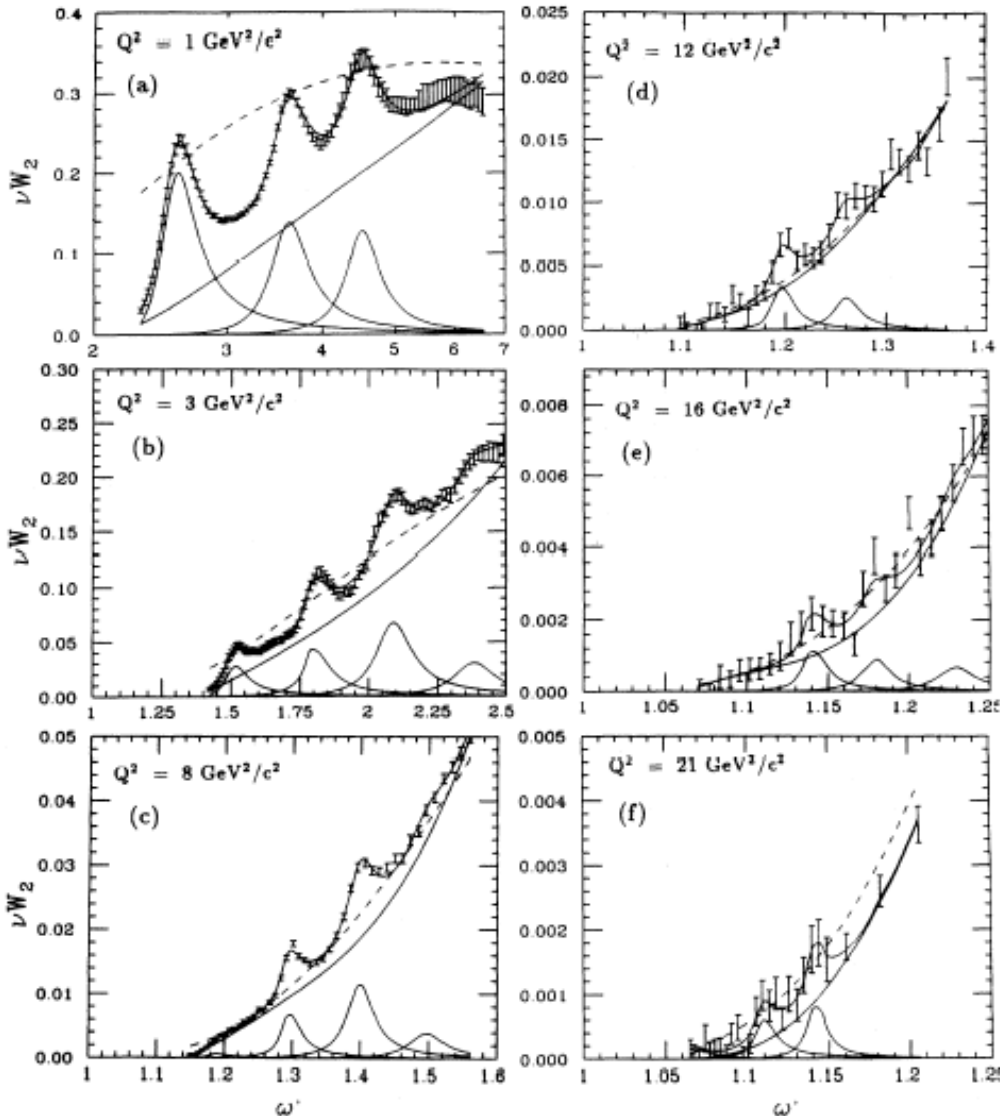 0.4
0.3
0.2
0.1
0.0
νW₂
Q² = 1 GeV²/c²
(a)
2 3 4 5 6 7
0.025
0.020
0.015
0.010
0.005
0.000
Q² = 12 GeV²/c²
(d)
1 1.1 1.2 1.3 1.4
0.30
0.25
0.20
0.15
0.10
0.05
0.00
νW₂
Q² = 3 GeV²/c²
(b)
1 1.25 1.5 1.75 2 2.25 2.5
0.008
0.006
0.004
0.002
0.000
Q² = 16 GeV²/c²
(e)
1 1.05 1.1 1.15 1.2 1.25
0.05
0.04
0.03
0.02
0.01
0.00
νW₂
Q² = 8 GeV²/c²
(c)
1 1.1 1.2 1.3 1.4 1.5 1.6
ω'
0.005
0.004
0.003
0.002
0.001
0.000
Q² = 21 GeV²/c²
(f)
1 1.05 1.1 1.15 1.2 1.25
ω'